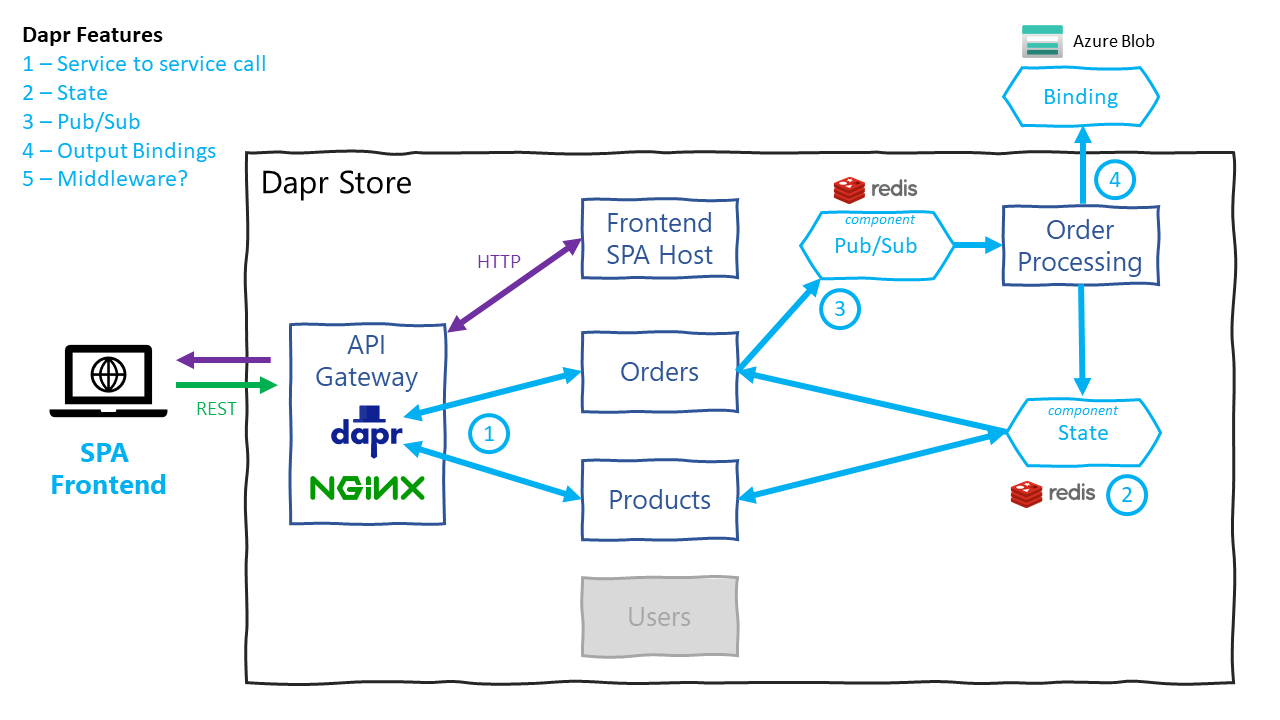 Dapr Features
1 – Service to service call
2 – State
3 – Pub/Sub
4 – Output Bindings
5 – Middleware?
Azure Blob
Binding
4
Dapr Store
Frontend
SPA Host
HTTP
redis
component
Pub/Sub
3
Order
Processing
API
Gateway
dapr
NGINX
REST
SPA
Frontend
1
Orders
Products
component
State
redis
2
Users